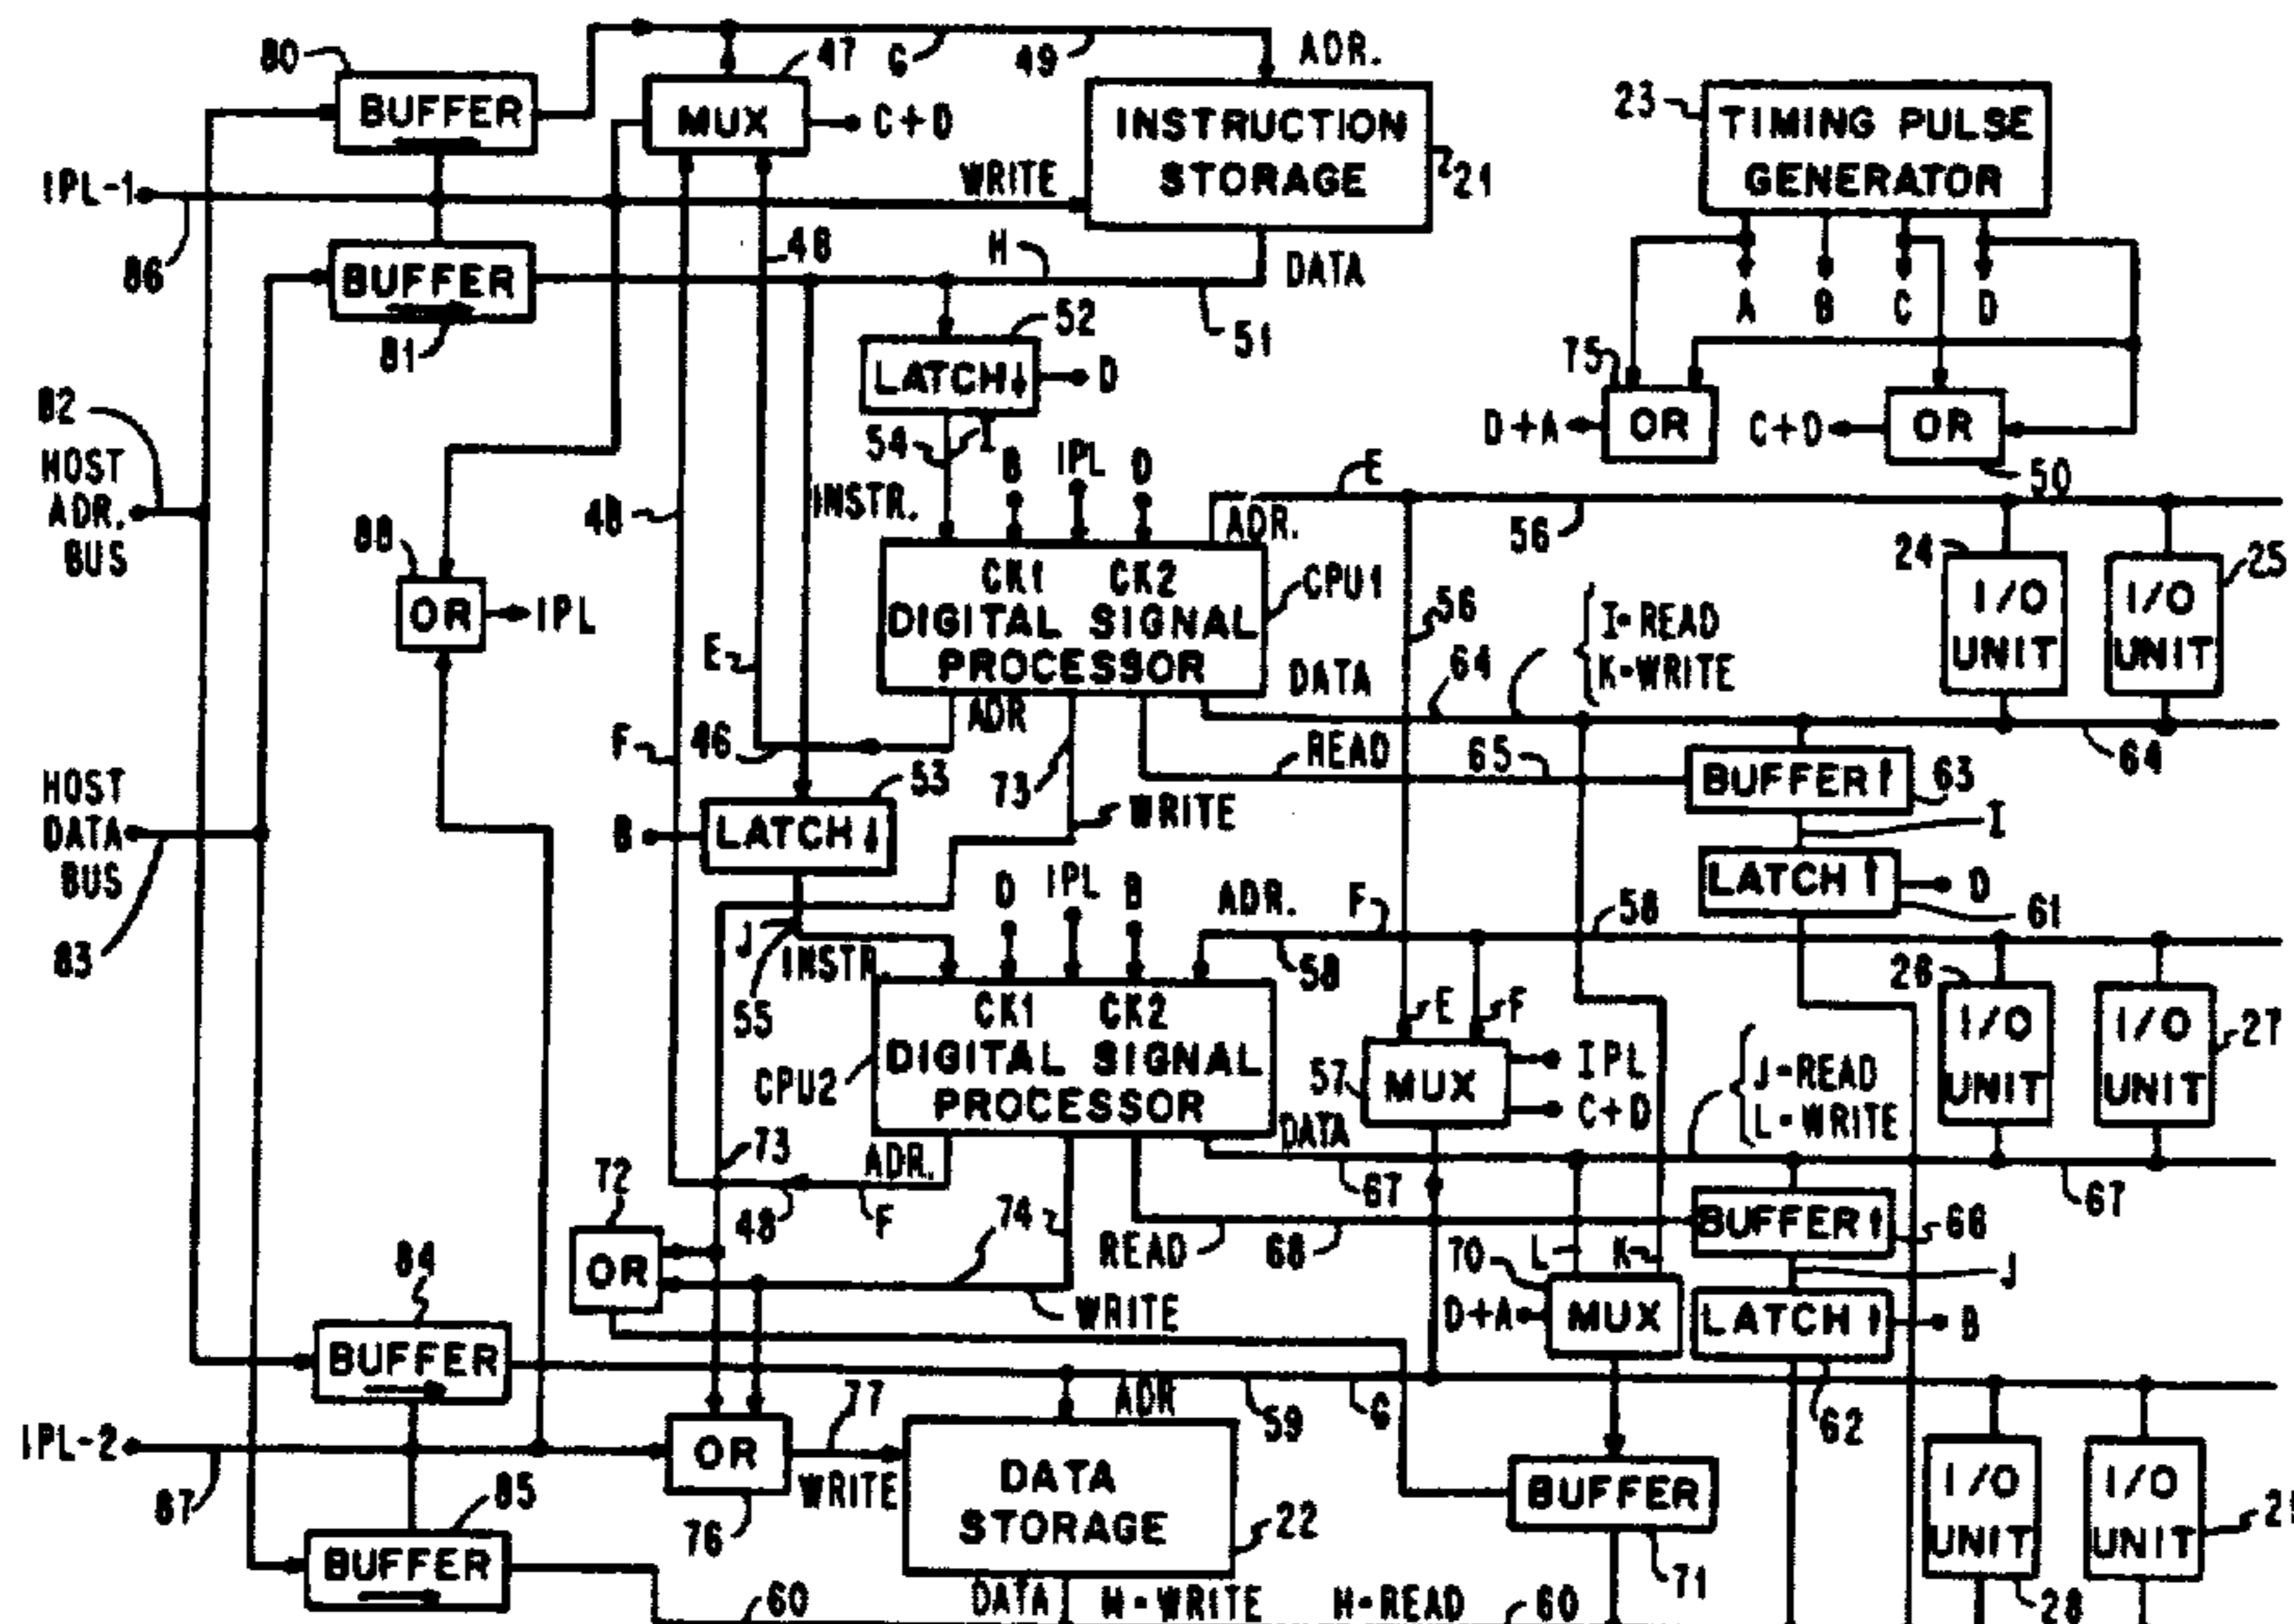 80
BUFFER
47
MUX
G
49
ADR.
C+D
INSTRUCTION
STORAGE
21
WRITE
23
TIMING PULSE
GENERATOR
A
B
C
D
IPL-1
86
BUFFER
81
46
H
DATA
51
52
LATCH↓
D
75
OR
D+A
C+D
OR
50
82
HOST
ADR.
BUS
48
54
I
INSTR.
B
IPL
D
ADR.
E
56
88
OR
IPL
CK1
CK2
DIGITAL SIGNAL
PROCESSOR
CPU1
56
24
I/O
UNIT
25
I/O
UNIT
I-READ
K-WRITE
E
F
46
ADR
73
DATA
64
READ
65
64
BUFFER↑
63
I
HOST
DATA
BUS
83
B
LATCH↓
53
WRITE
LATCH↑
D
61
J
INSTR.
55
D
IPL
B
ADR.
F
58
58
CK1
CK2
DIGITAL SIGNAL
PROCESSOR
CPU2
E
F
57
MUX
IPL
C+D
26
I/O
UNIT
27
I/O
UNIT
J-READ
L-WRITE
73
ADR.
DATA
67
67
72
OR
48
F
74
READ
68
L
K
BUFFER↑
66
J
WRITE
70
D+A
MUX
LATCH↑
B
62
84
BUFFER
77
ADR
59
G
IPL-2
87
OR
76
WRITE
DATA
STORAGE
22
BUFFER
71
I/O
UNIT
28
I/O
UNIT
85
BUFFER
60
DATA
H-WRITE
H-READ
60